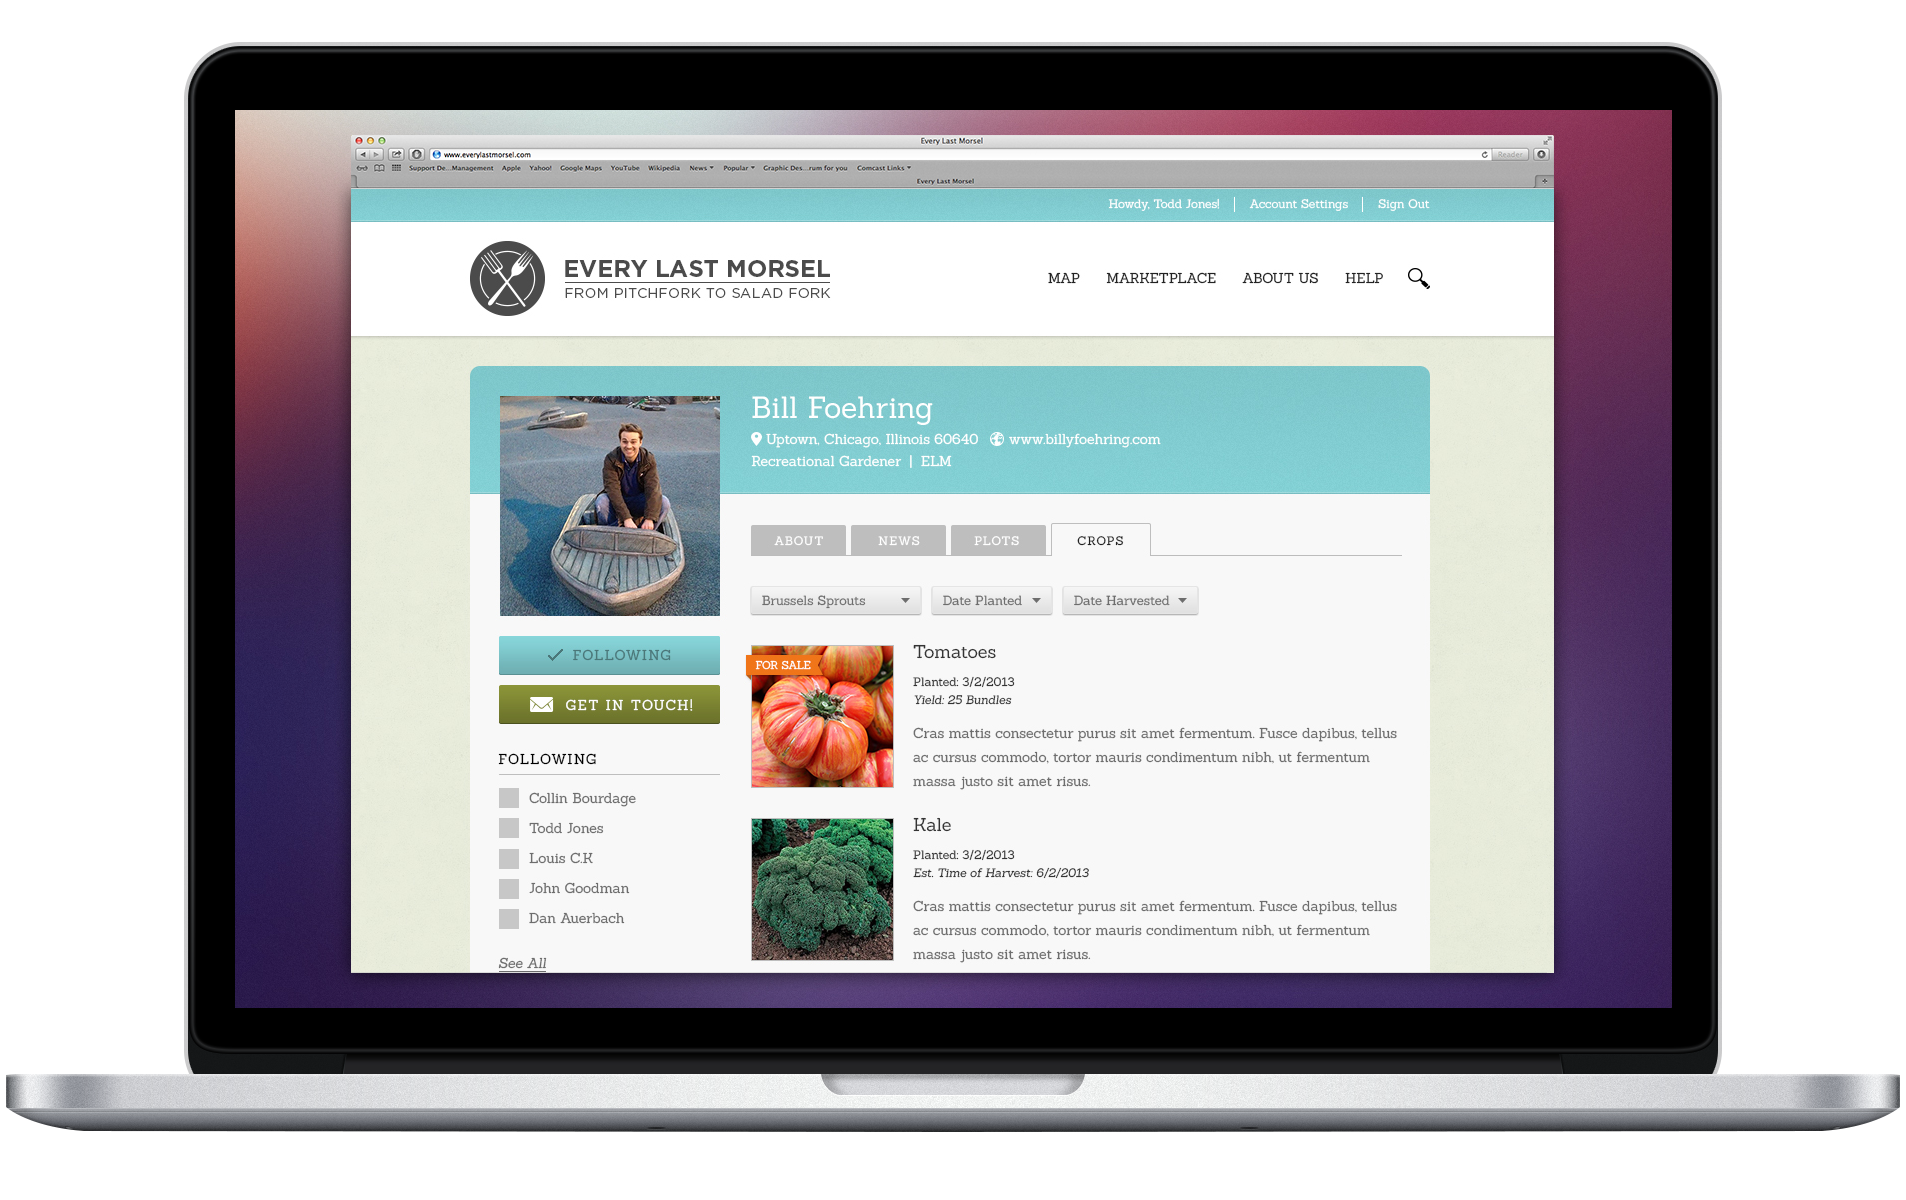 Every Last Morsel
www.everylastmorsel.com
Reader
Support De...Management Apple Yahoo! Google Maps YouTube Wikipedia News Popular Graphic Des...rum for you Comcast Links
Every Last Morsel
Howdy, Todd Jones! | Account Settings | Sign Out
EVERY LAST MORSEL
FROM PITCHFORK TO SALAD FORK
MAP MARKETPLACE ABOUT US HELP
Bill Foehring
Uptown, Chicago, Illinois 60640 www.billyfoehring.com
Recreational Gardener | ELM
ABOUT NEWS PLOTS CROPS
Brussels Sprouts Date Planted Date Harvested
FOLLOWING
GET IN TOUCH!
FOLLOWING
Collin Bourdage
Todd Jones
Louis C.K
John Goodman
Dan Auerbach
See All
FOR SALE
Tomatoes
Planted: 3/2/2013
Yield: 25 Bundles
Cras mattis consectetur purus sit amet fermentum. Fusce dapibus, tellus
ac cursus commodo, tortor mauris condimentum nibh, ut fermentum
massa justo sit amet risus.
Kale
Planted: 3/2/2013
Est. Time of Harvest: 6/2/2013
Cras mattis consectetur purus sit amet fermentum. Fusce dapibus, tellus
ac cursus commodo, tortor mauris condimentum nibh, ut fermentum
massa justo sit amet risus.